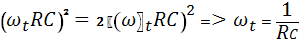 (ω_t RC)² = 2〖(ω〗_t RC)² => ω_t = 1/Rc